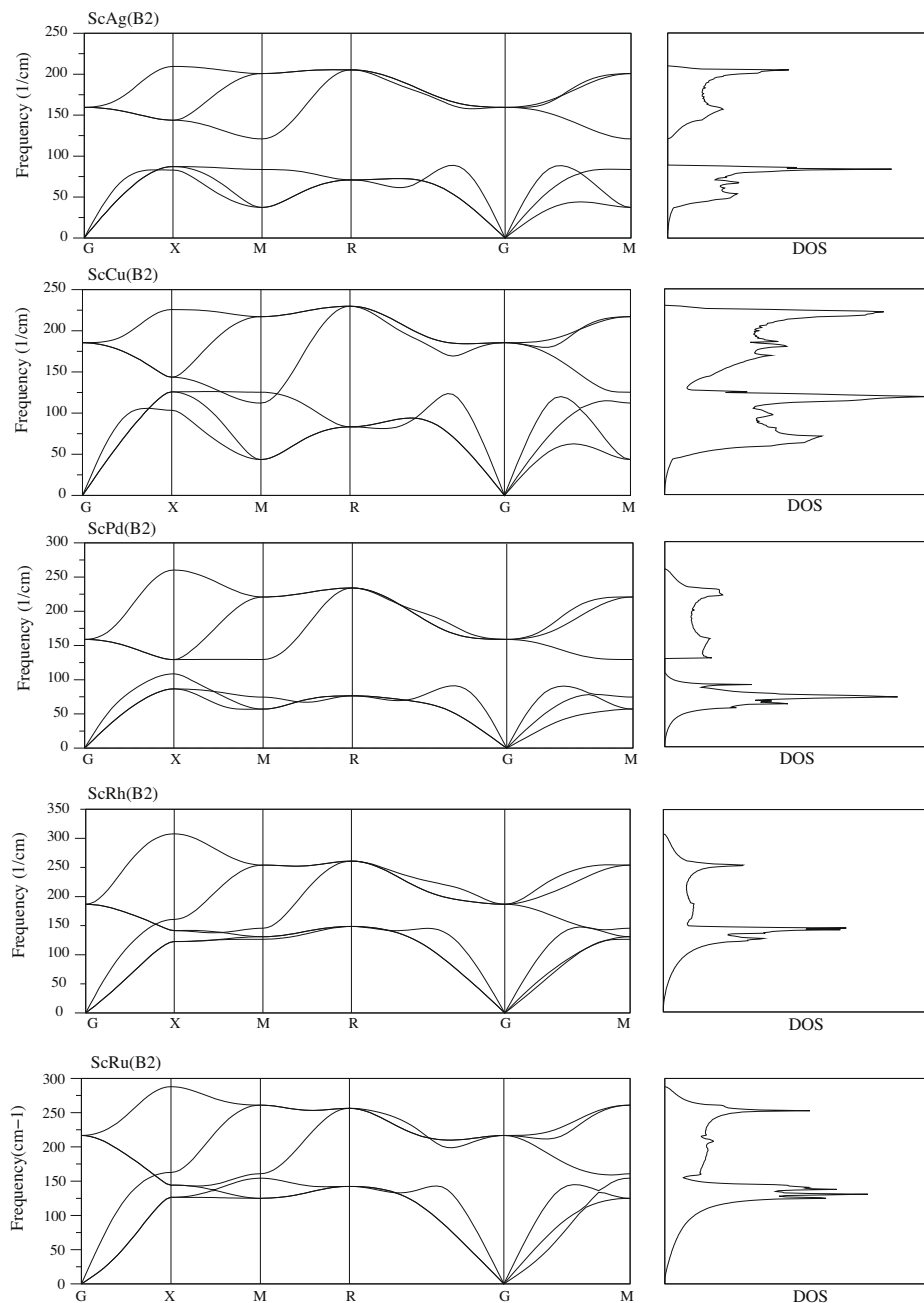 ScAg(B2)
250
200
150
100
50
0
Frequency (1/cm)
G X M R G M
DOS
ScCu(B2)
250
200
150
100
50
0
Frequency (1/cm)
G X M R G M
DOS
ScPd(B2)
300
250
200
150
100
50
0
Frequency (1/cm)
G X M R G M
DOS
ScRh(B2)
350
300
250
200
150
100
50
0
Frequency (1/cm)
G X M R G M
DOS
ScRu(B2)
300
250
200
150
100
50
0
Frequency(cm−1)
G X M R G M
DOS